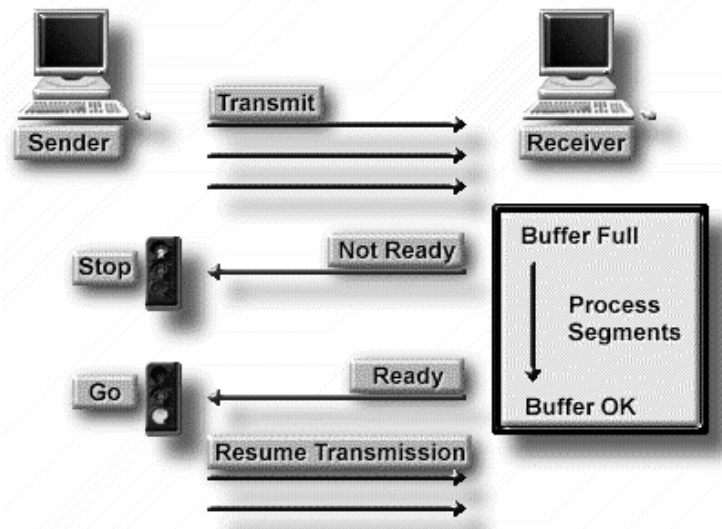 Transmit
Sender
Receiver
Buffer Full
Not Ready
Stop
Process
Segments
Ready
Go
Buffer OK
Resume Transmission